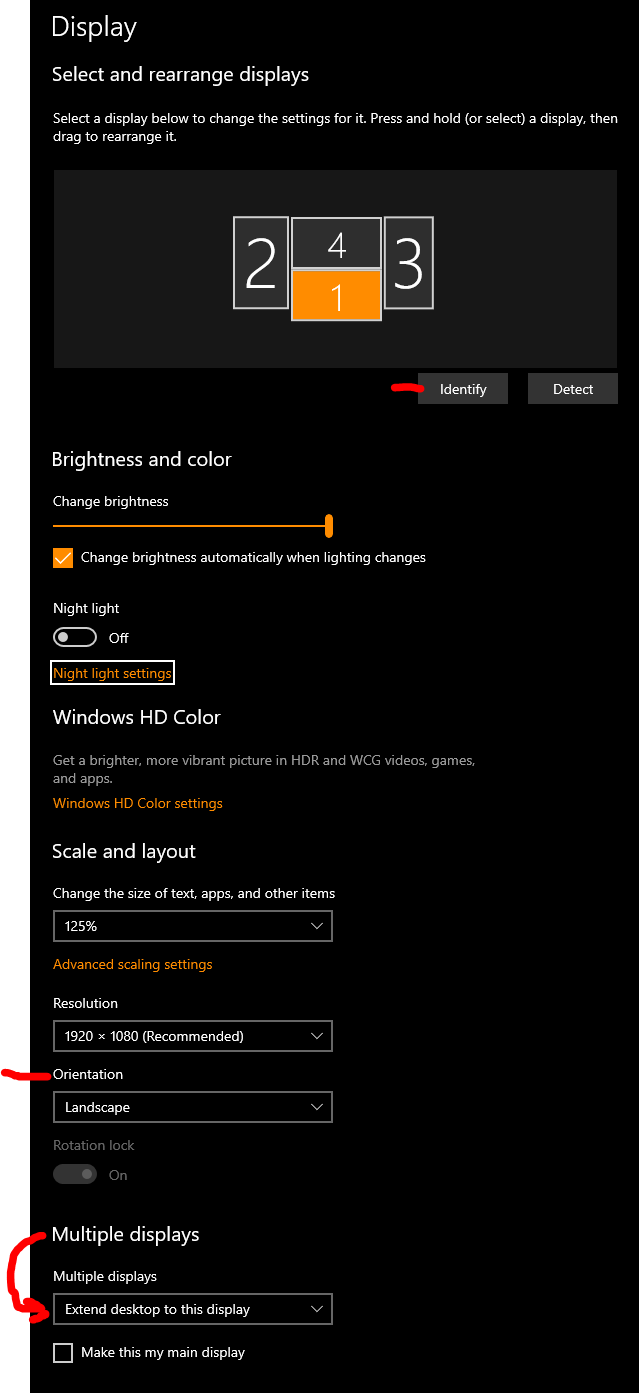 Display
Select and rearrange displays
Select a display below to change the settings for it. Press and hold (or select) a display, then
drag to rearrange it.
2
4
3
1
Identify
Detect
Brightness and color
Change brightness
Change brightness automatically when lighting changes
Night light
Off
Night light settings
Windows HD Color
Get a brighter, more vibrant picture in HDR and WCG videos, games,
and apps.
Windows HD Color settings
Scale and layout
Change the size of text, apps, and other items
125%
Advanced scaling settings
Resolution
1920 × 1080 (Recommended)
Orientation
Landscape
Rotation lock
On
Multiple displays
Multiple displays
Extend desktop to this display
Make this my main display